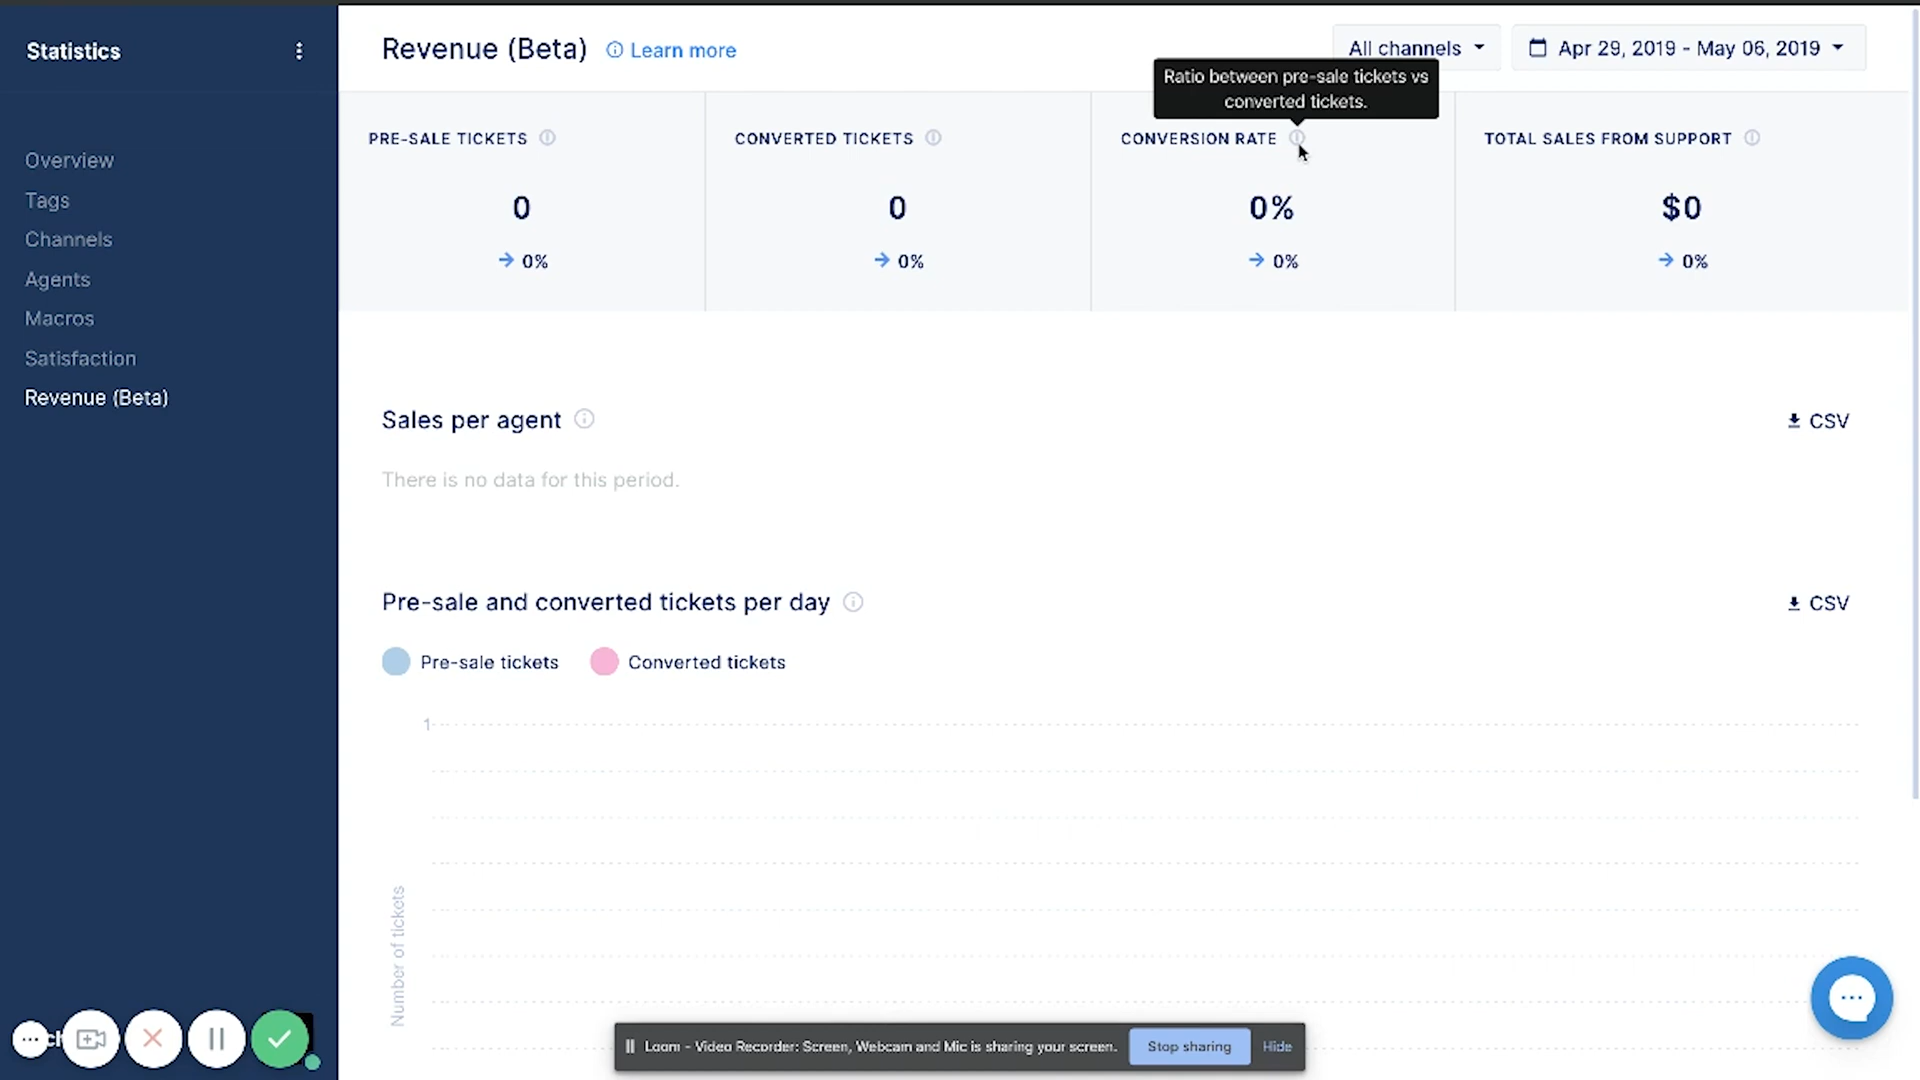 Statistics
Overview
Tags
Channels
Agents
Macros
Satisfaction
Revenue (Beta)
Revenue (Beta) Learn more
All channels Apr 29, 2019 - May 06, 2019
Ratio between pre-sale tickets vs
converted tickets.
PRE-SALE TICKETS CONVERTED TICKETS CONVERSION RATE TOTAL SALES FROM SUPPORT
0 0 0% $0
→ 0% → 0% → 0% → 0%
Sales per agent CSV
There is no data for this period.
Pre-sale and converted tickets per day CSV
Pre-sale tickets Converted tickets
1
Number of tickets
Loom - Video Recorder: Screen, Webcam and Mic is sharing your screen. Stop sharing Hide